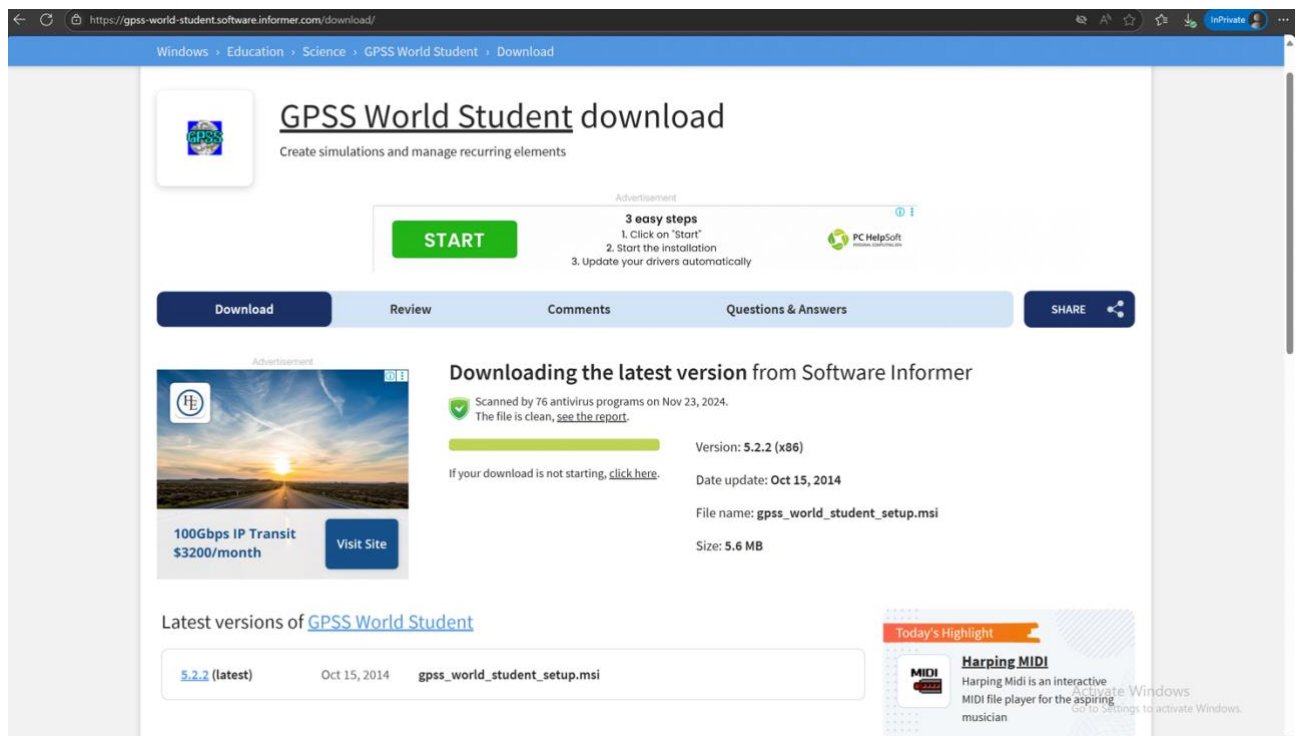 https://gpss-world-student.software.informer.com/download/
InPrivate
Windows › Education › Science › GPSS World Student › Download
GPSS
GPSS World Student download
Create simulations and manage recurring elements
Advertisement
START
3 easy steps
1. Click on "Start"
2. Start the installation
3. Update your drivers automatically
PC HelpSoft
Download
Review
Comments
Questions & Answers
SHARE
Advertisement
HE
100Gbps IP Transit
$3200/month
Visit Site
Downloading the latest version from Software Informer
Scanned by 76 antivirus programs on Nov 23, 2024.
The file is clean, see the report.
If your download is not starting, click here.
Version: 5.2.2 (x86)
Date update: Oct 15, 2014
File name: gpss_world_student_setup.msi
Size: 5.6 MB
Latest versions of GPSS World Student
5.2.2 (latest) Oct 15, 2014 gpss_world_student_setup.msi
Today's Highlight
MIDI
Harping MIDI
Harping Midi is an interactive
MIDI file player for the aspiring
musician
Activate Windows
Go to Settings to activate Windows.